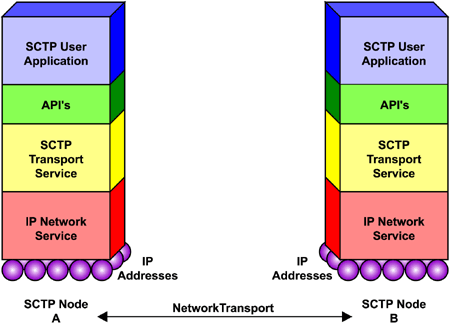 SCTP User
Application
API's
SCTP
Transport
Service
IP Network
Service
IP
Addresses
SCTP Node
A
SCTP User
Application
API's
SCTP
Transport
Service
IP Network
Service
IP
Addresses
SCTP Node
B
NetworkTransport